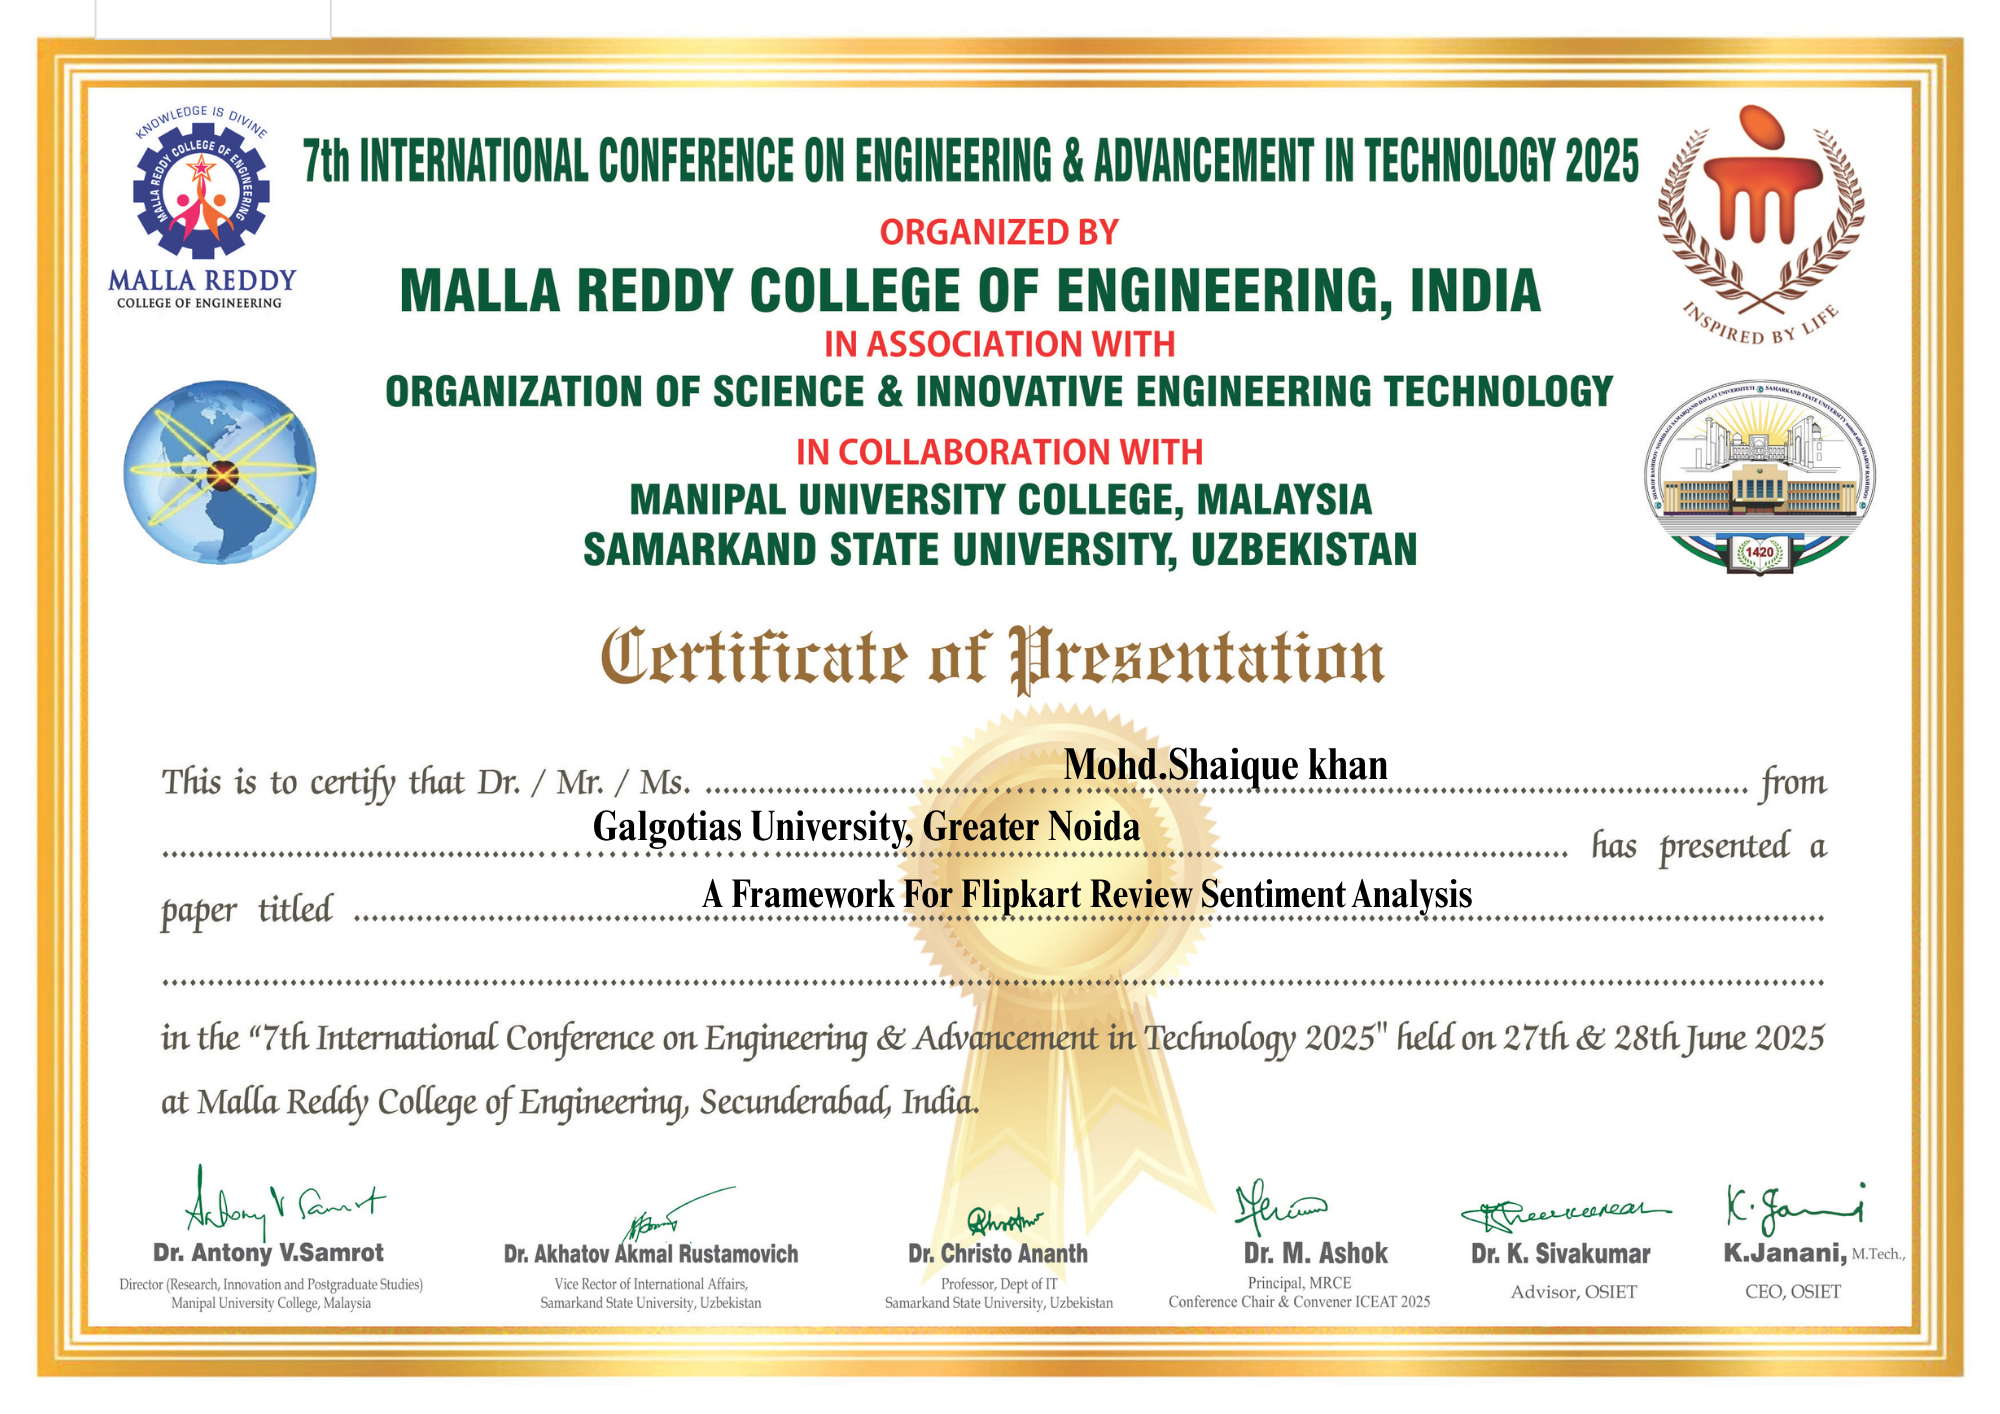 KNOWLEDGE IS DIVINE
MALLA REDDY COLLEGE OF ENGINEERING
MALLA REDDY
COLLEGE OF ENGINEERING
7th INTERNATIONAL CONFERENCE ON ENGINEERING & ADVANCEMENT IN TECHNOLOGY 2025
ORGANIZED BY
MALLA REDDY COLLEGE OF ENGINEERING, INDIA
IN ASSOCIATION WITH
ORGANIZATION OF SCIENCE & INNOVATIVE ENGINEERING TECHNOLOGY
IN COLLABORATION WITH
MANIPAL UNIVERSITY COLLEGE, MALAYSIA
SAMARKAND STATE UNIVERSITY, UZBEKISTAN
INSPIRED BY LIFE
1420
Certificate of Presentation
This is to certify that Dr. / Mr. / Ms. Mohd.Shaique khan from
Galgotias University, Greater Noida has presented a
paper titled A Framework For Flipkart Review Sentiment Analysis
in the “7th International Conference on Engineering & Advancement in Technology 2025" held on 27th & 28th June 2025
at Malla Reddy College of Engineering, Secunderabad, India.
Antony V Samrot
K. Janani
Dr. Antony V.Samrot
Director (Research, Innovation and Postgraduate Studies)
Manipal University College, Malaysia
Dr. Akhatov Akmal Rustamovich
Vice Rector of International Affairs,
Samarkand State University, Uzbekistan
Dr. Christo Ananth
Professor, Dept of IT
Samarkand State University, Uzbekistan
Dr. M. Ashok
Principal, MRCE
Conference Chair & Convener ICEAT 2025
Dr. K. Sivakumar
Advisor, OSIET
K.Janani, M.Tech.,
CEO, OSIET